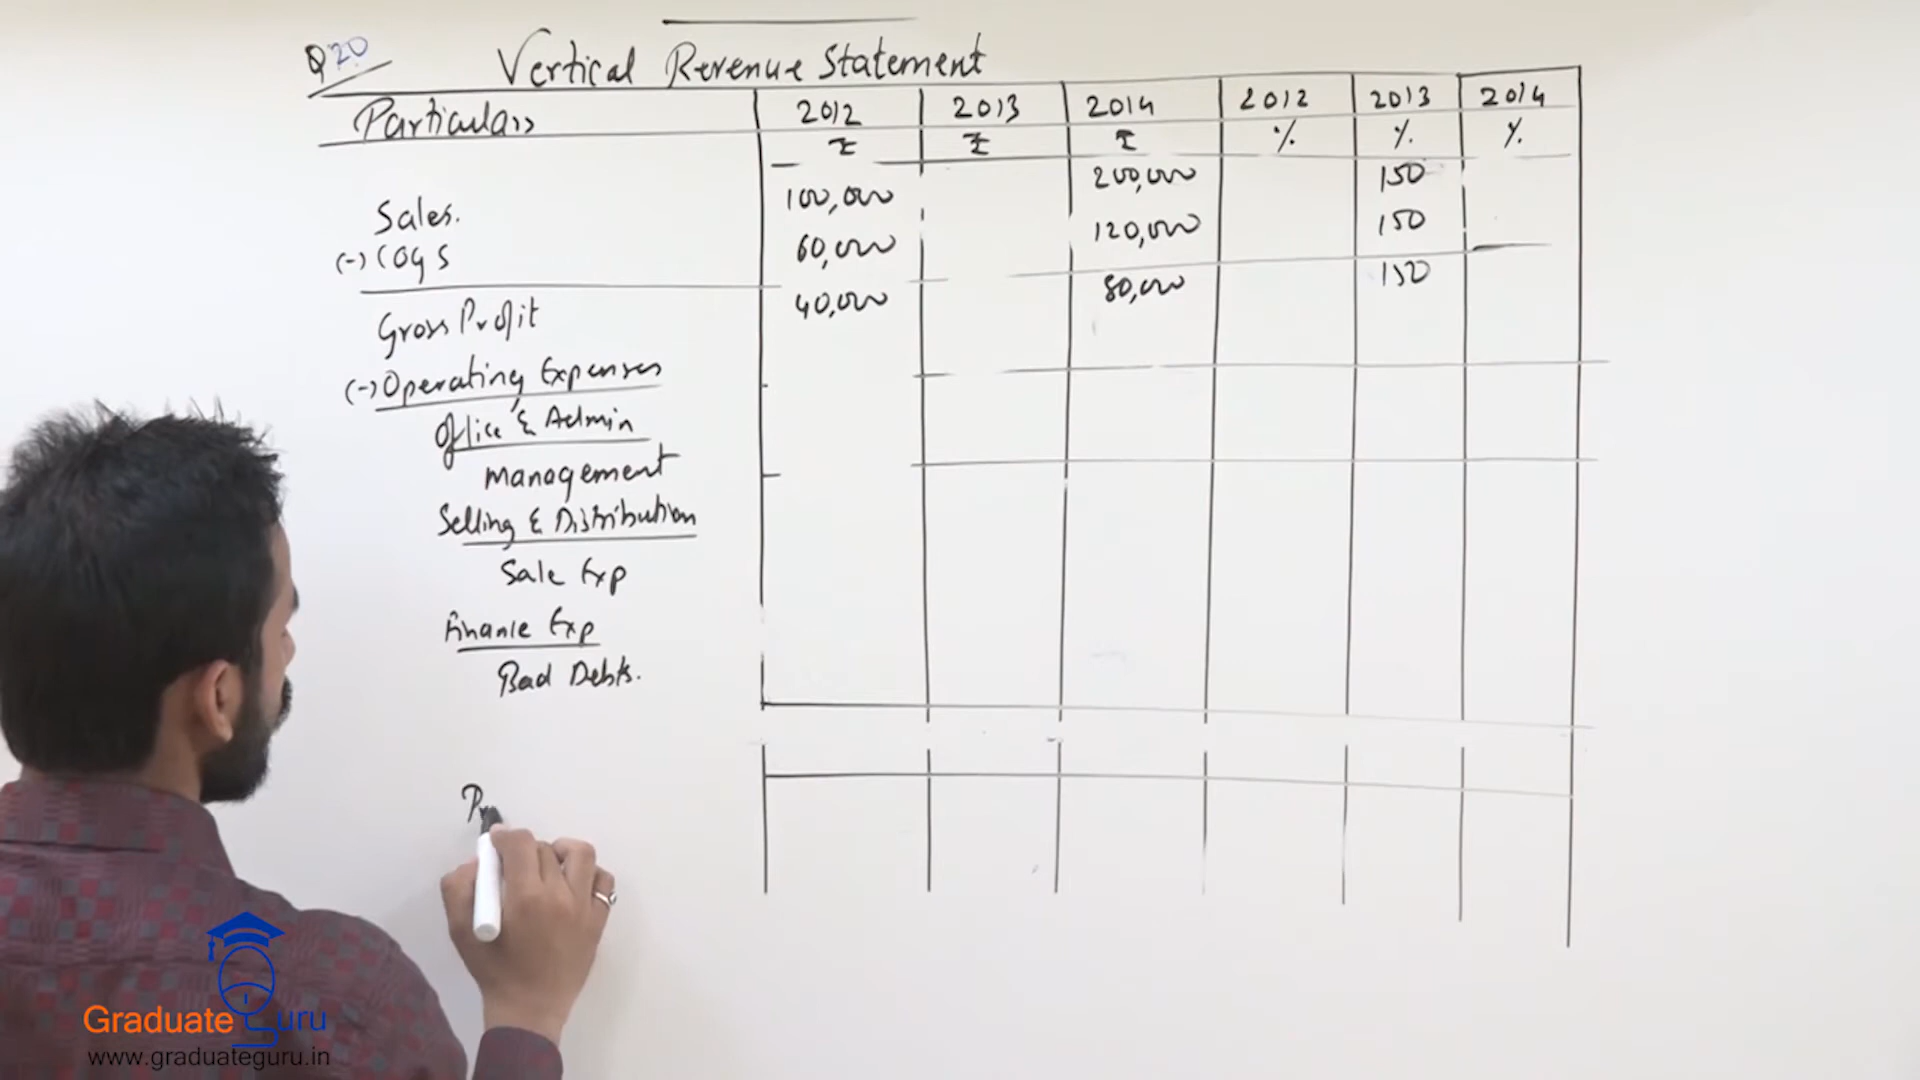 Q 20 Vertical Revenue Statement
Particulars 2012 2013 2014 2012 2013 2014
₹ ₹ ₹ % % %
Sales. 100,000 200,000 150
(-) COGS 60,000 120,000 150
Gross Profit 40,000 80,000 150
(-) Operating Expenses
Office & Admin
Management
Selling & Distribution
Sale Exp
Finance Exp
Bad Debts.
Graduate Guru
www.graduateguru.in